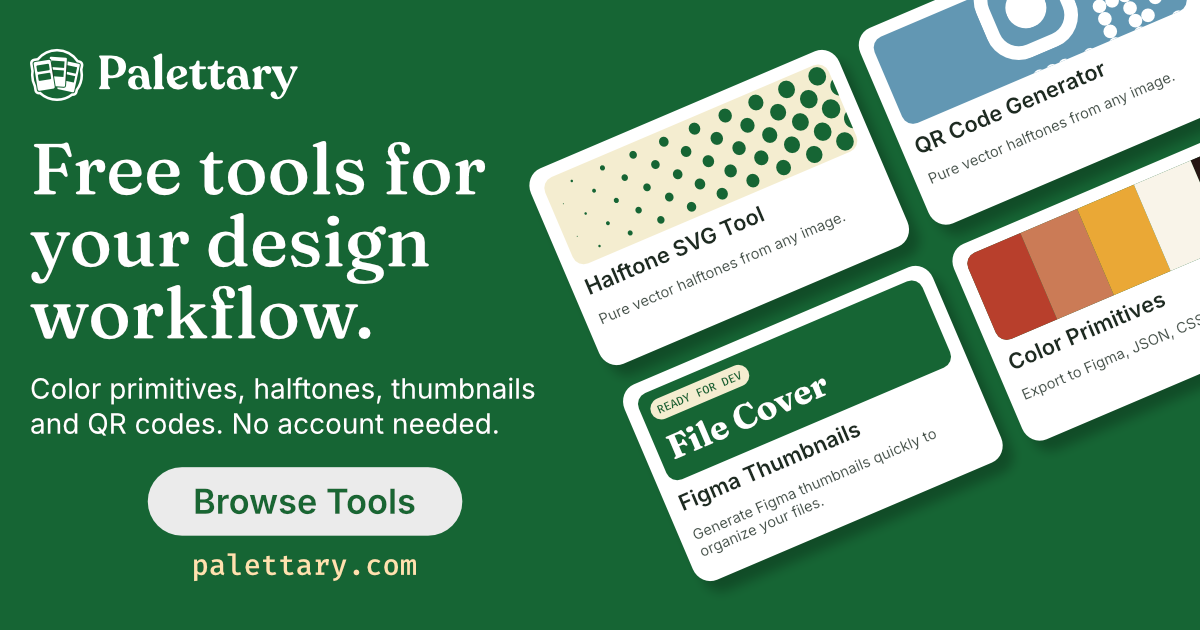 Palettary
Free tools for
your design
workflow.
Color primitives, halftones, thumbnails
and QR codes. No account needed.
Browse Tools
palettary.com
Halftone SVG Tool
Pure vector halftones from any image.
QR Code Generator
Pure vector halftones from any image.
READY FOR DEV
File Cover
Figma Thumbnails
Generate Figma thumbnails quickly to
organize your files.
Color Primitives
Export to Figma, JSON, CSS